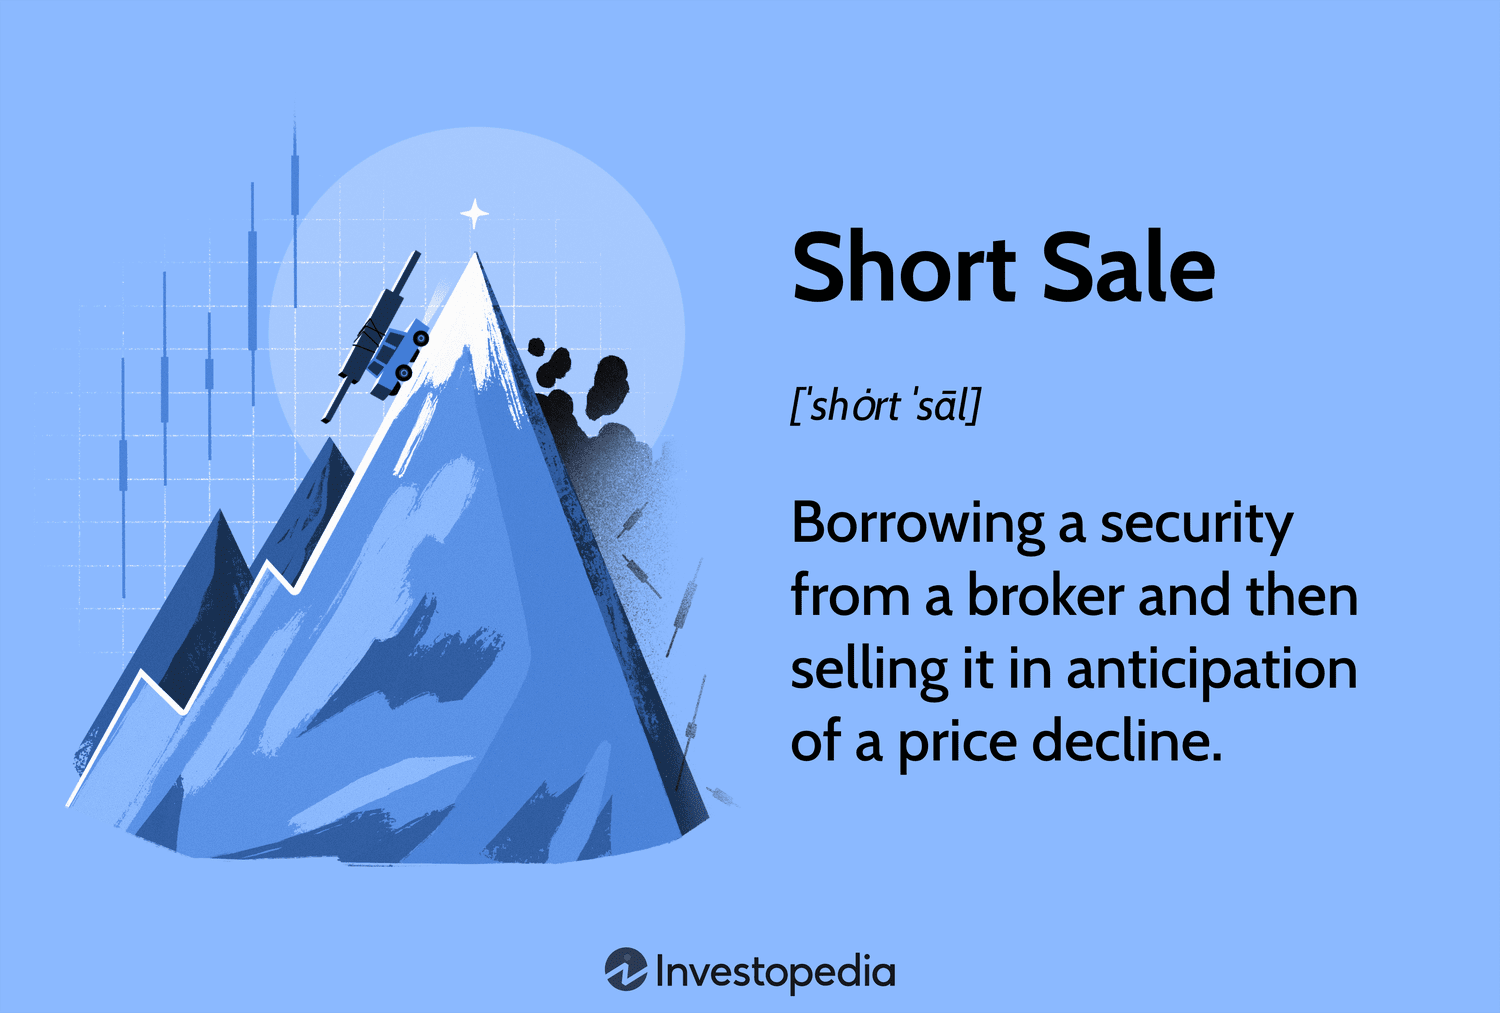 Short Sale
[ˈshȯrt ˈsāl]
Borrowing a security
from a broker and then
selling it in anticipation
of a price decline.
Investopedia